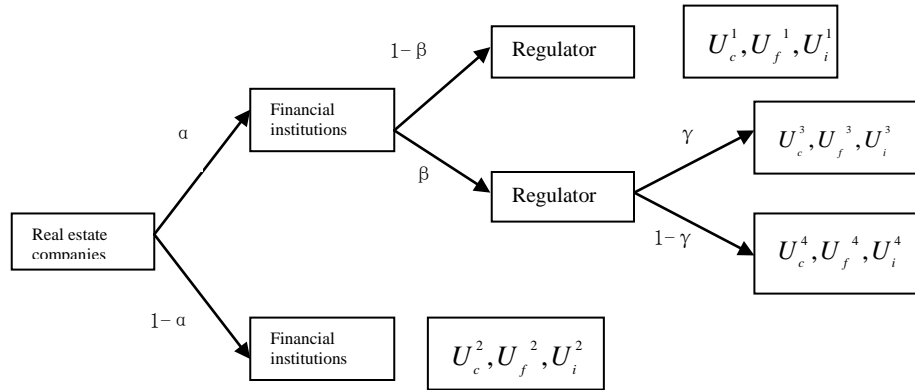 1-β
Regulator
U_c^1, U_f^1, U_i^1
Financial
institutions
α
γ
U_c^3, U_f^3, U_i^3
β
Regulator
Real estate
companies
1-γ
U_c^4, U_f^4, U_i^4
1-α
Financial
institutions
U_c^2, U_f^2, U_i^2